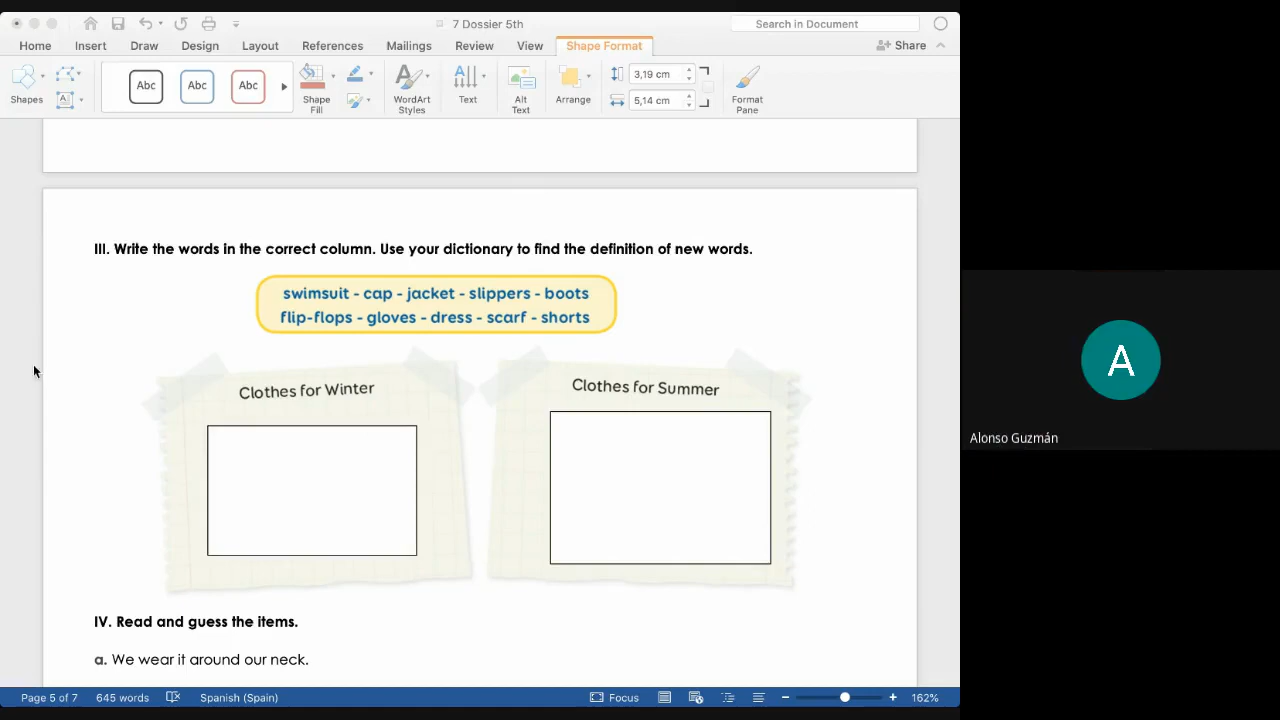 7 Dossier 5th
Search in Document
Home Insert Draw Design Layout References Mailings Review View Shape Format Share
Abc Abc Abc
3,19 cm
5,14 cm
Shapes
Shape Fill
WordArt Styles
Text
Alt Text
Arrange
Format Pane
III. Write the words in the correct column. Use your dictionary to find the definition of new words.
swimsuit - cap - jacket - slippers - boots
flip-flops - gloves - dress - scarf - shorts
Clothes for Winter
Clothes for Summer
IV. Read and guess the items.
a. We wear it around our neck.
Page 5 of 7 645 words Spanish (Spain) Focus 162%
A
Alonso Guzmán